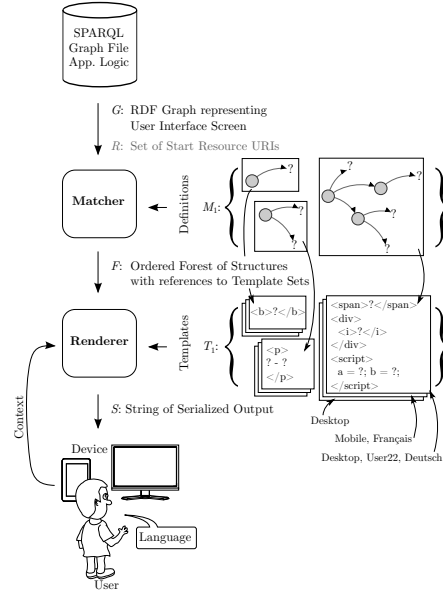 SPARQL
Graph File
App. Logic
G: RDF Graph representing
User Interface Screen
R: Set of Start Resource URIs
Matcher
Definitions
M₁:
?
?
?
?
?
?
?
F: Ordered Forest of Structures
with references to Template Sets
Renderer
Templates
T₁:
<b>?</b>
<p>
? - ?
</p>
<span>?</span>
<div>
<i>?</i>
</div>
<script>
a = ?; b = ?;
</script>
Desktop
Mobile, Français
Desktop, User22, Deutsch
S: String of Serialized Output
Context
Device
Language
User